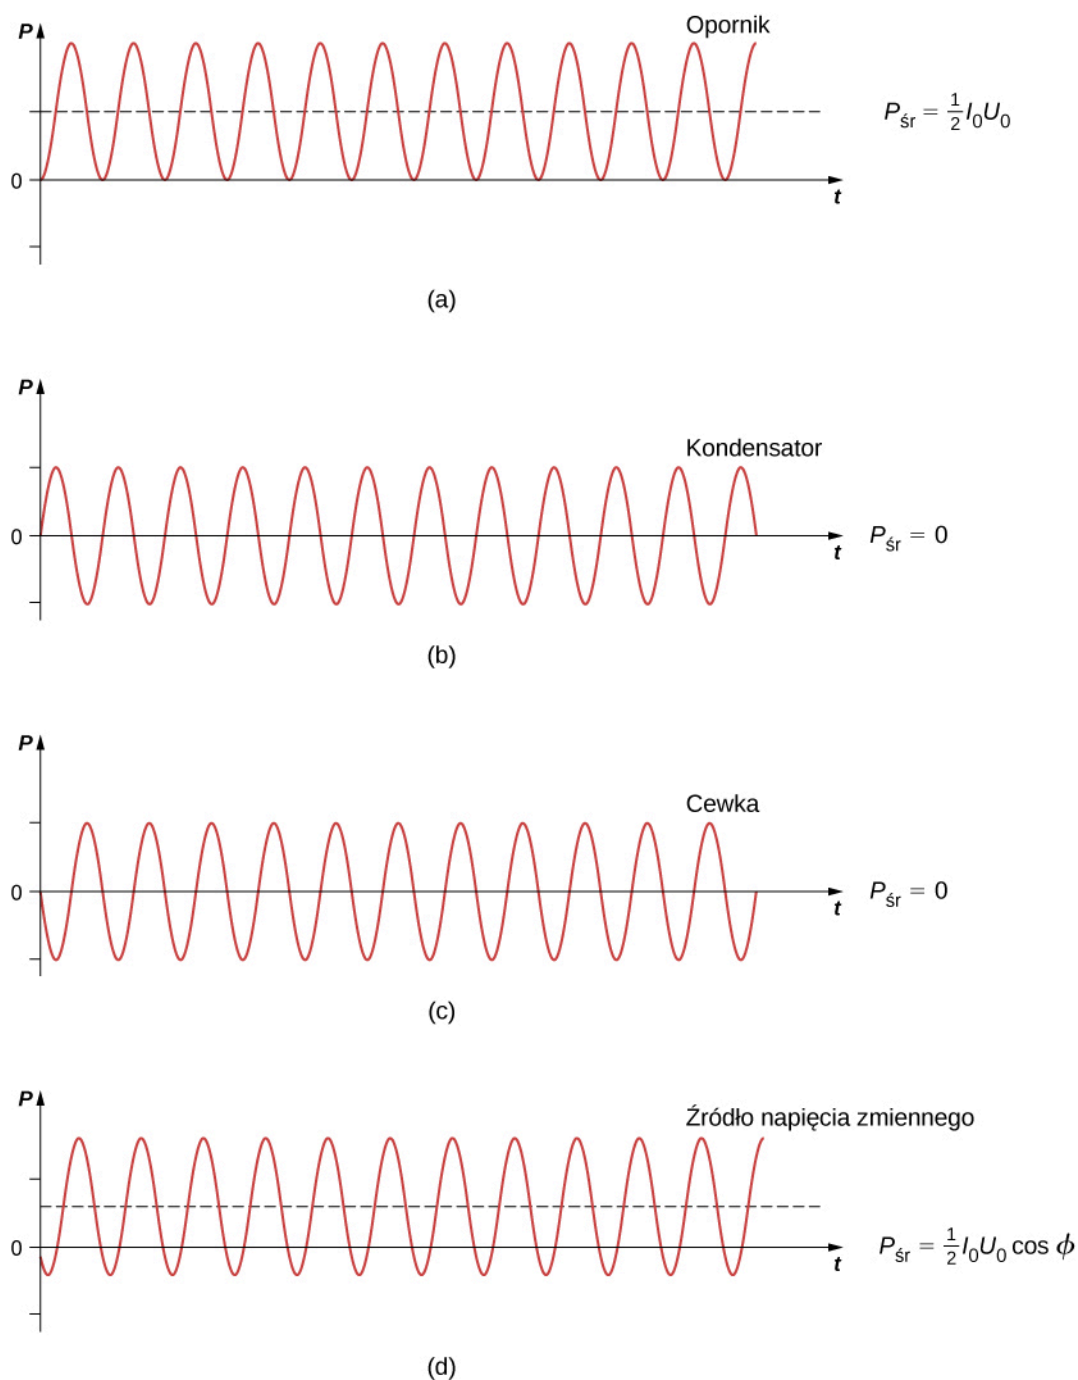 P
Opornik
P_śr = 1/2 I_0U_0
0
t
(a)
P
Kondensator
0
P_śr = 0
t
(b)
P
Cewka
0
P_śr = 0
t
(c)
P
Źródło napięcia zmiennego
0
P_śr = 1/2 I_0U_0 cos ϕ
t
(d)